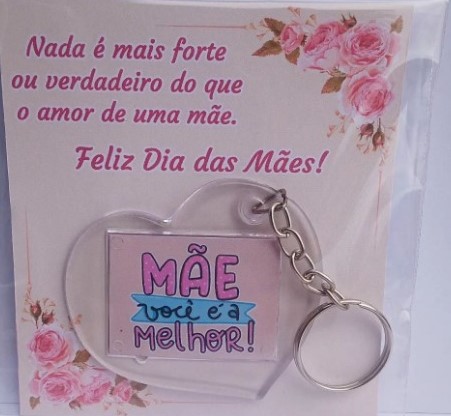 Nada é mais forte
ou verdadeiro do que
o amor de uma mãe.
Feliz Dia das Mães!
MÃE
você é a
MELHOR!